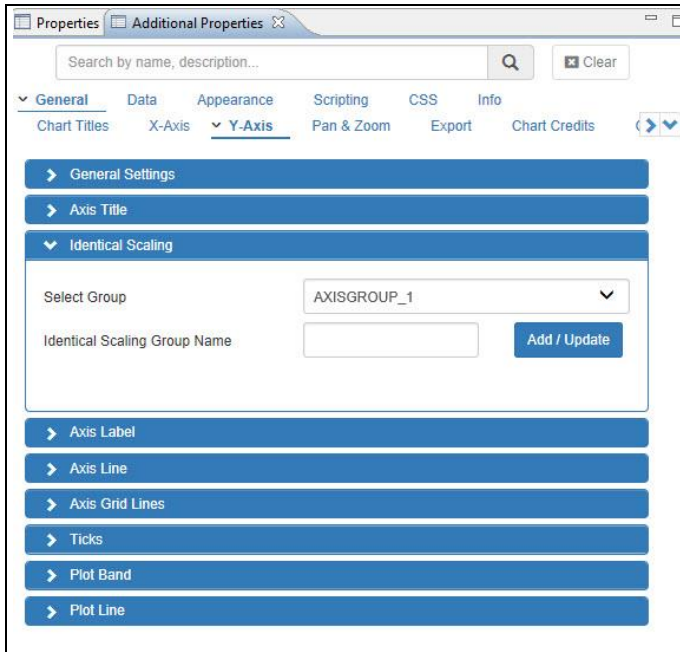 Properties Additional Properties
Search by name, description... Clear
General Data Appearance Scripting CSS Info
Chart Titles X-Axis Y-Axis Pan & Zoom Export Chart Credits
General Settings
Axis Title
Identical Scaling
Select Group AXISGROUP_1
Identical Scaling Group Name Add / Update
Axis Label
Axis Line
Axis Grid Lines
Ticks
Plot Band
Plot Line